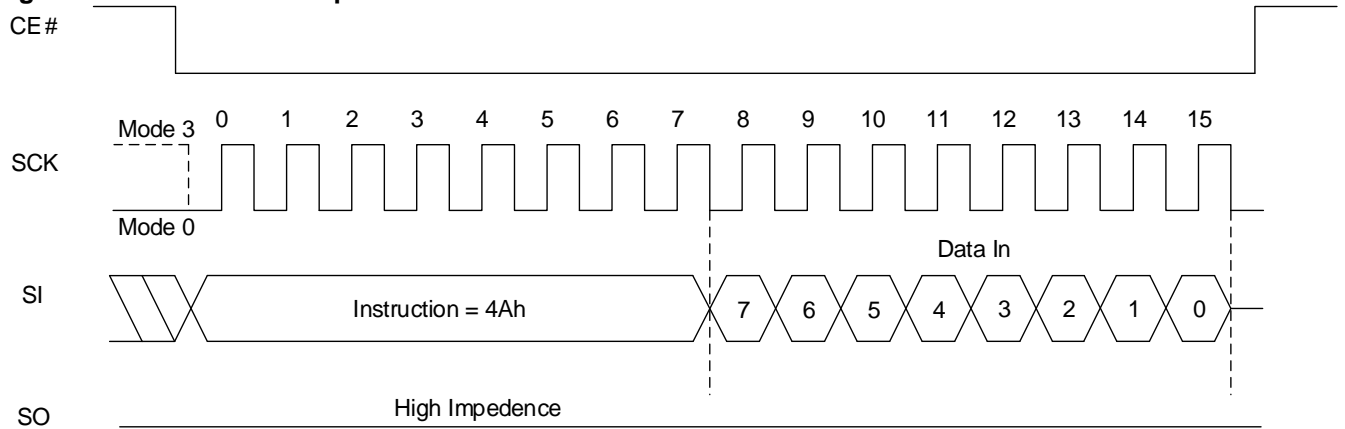 CE#
Mode 3 0 1 2 3 4 5 6 7 8 9 10 11 12 13 14 15
SCK
Mode 0
Data In
SI
Instruction = 4Ah 7 6 5 4 3 2 1 0
High Impedence
SO